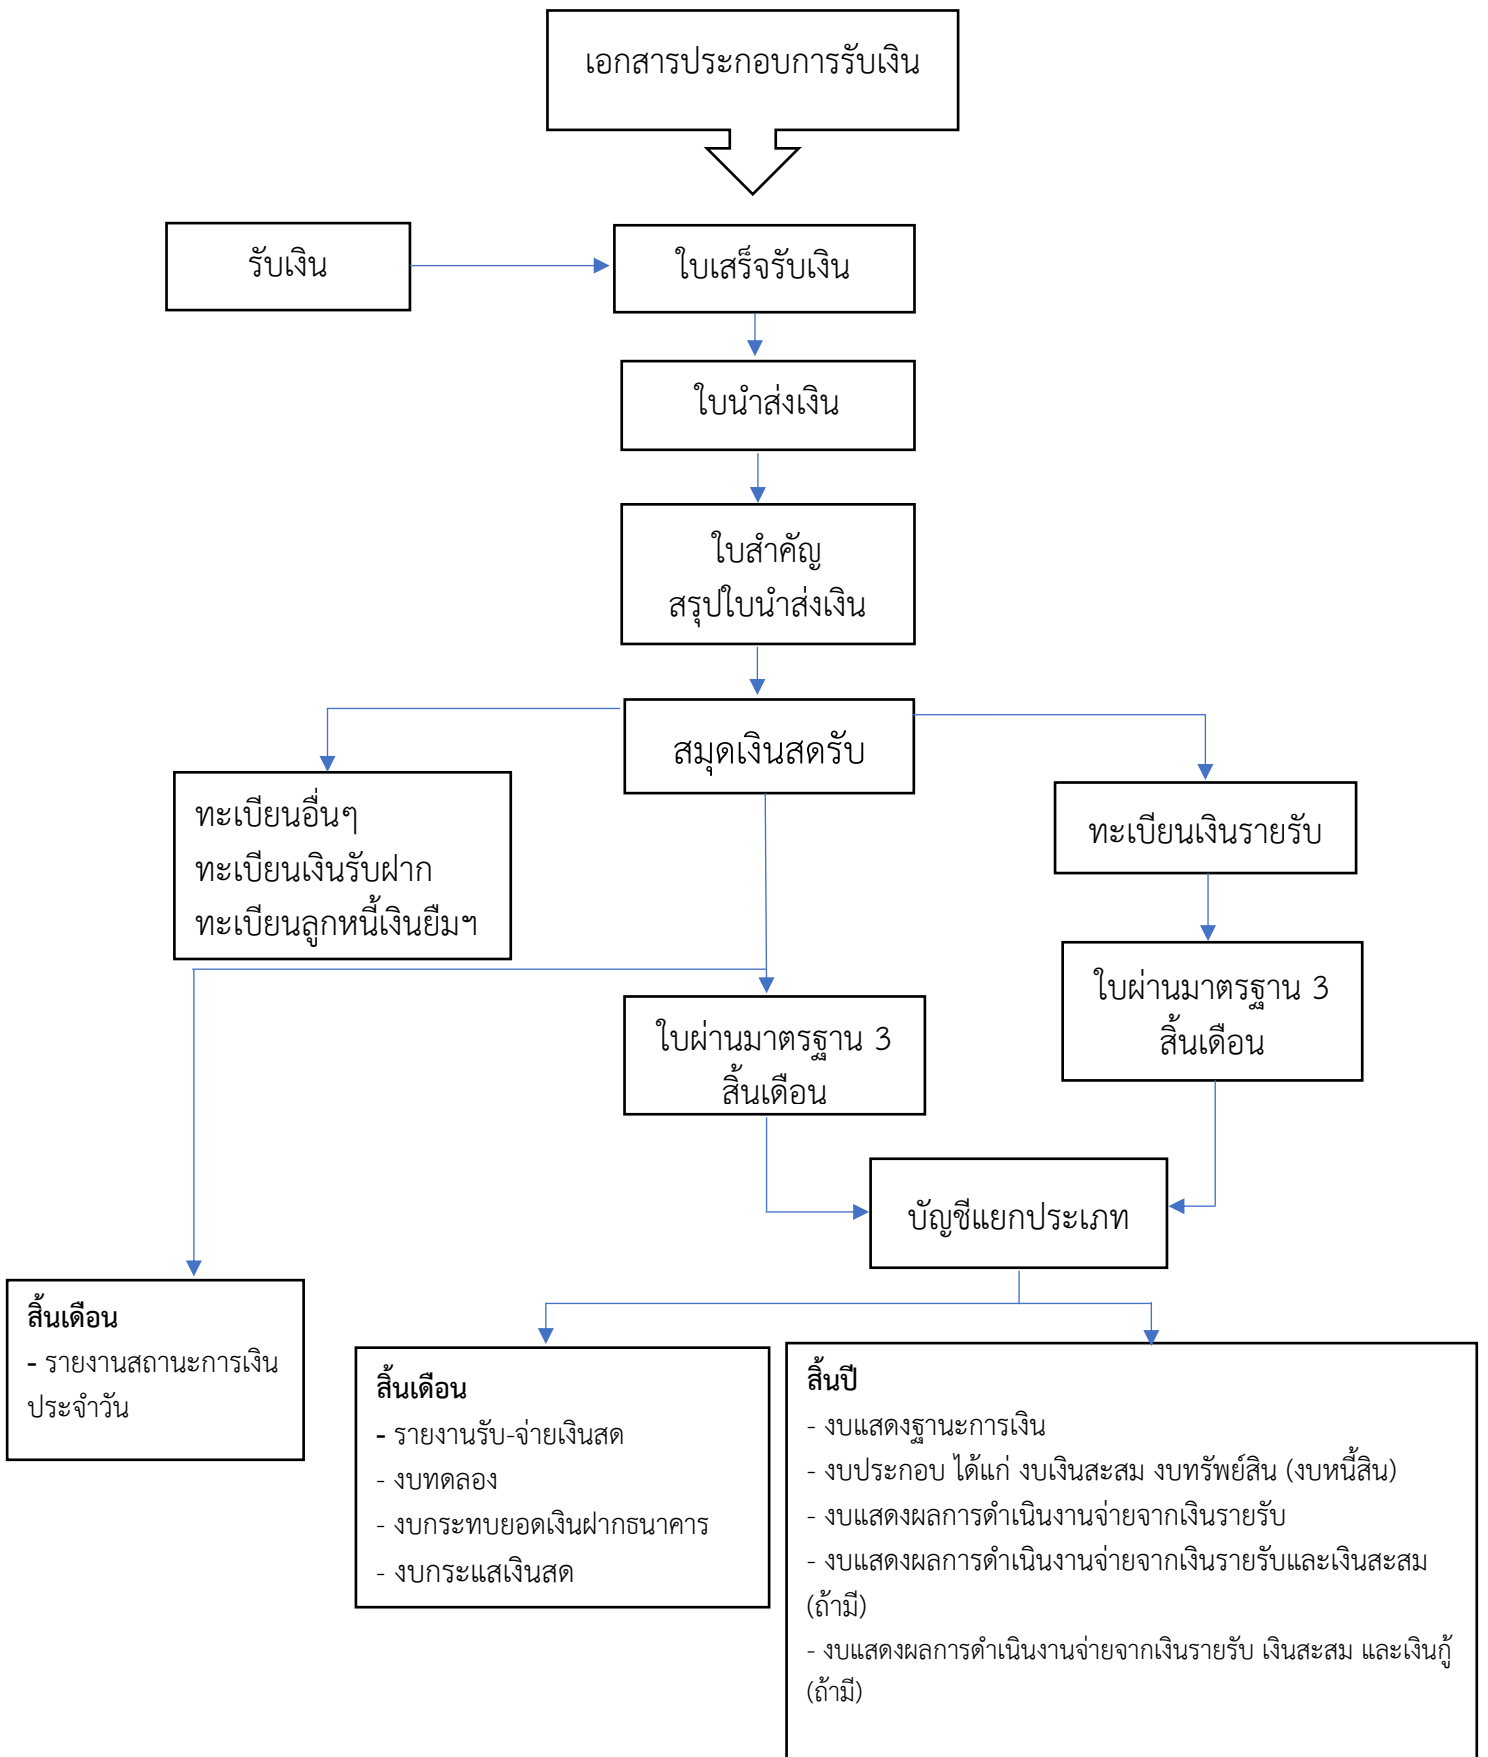 เอกสารประกอบการรับเงิน
รับเงิน
ใบเสร็จรับเงิน
ใบนำส่งเงิน
ใบสำคัญ
สรุปใบนำส่งเงิน
สมุดเงินสดรับ
ทะเบียนอื่นๆ
ทะเบียนเงินรับฝาก
ทะเบียนลูกหนี้เงินยืมฯ
ทะเบียนเงินรายรับ
ใบผ่านมาตรฐาน 3
สิ้นเดือน
ใบผ่านมาตรฐาน 3
สิ้นเดือน
บัญชีแยกประเภท
สิ้นเดือน
- รายงานสถานะการเงิน
ประจำวัน
สิ้นเดือน
- รายงานรับ-จ่ายเงินสด
- งบทดลอง
- งบกระทบยอดเงินฝากธนาคาร
- งบกระแสเงินสด
สิ้นปี
- งบแสดงฐานะการเงิน
- งบประกอบ ได้แก่ งบเงินสะสม งบทรัพย์สิน (งบหนี้สิน)
- งบแสดงผลการดำเนินงานจ่ายจากเงินรายรับ
- งบแสดงผลการดำเนินงานจ่ายจากเงินรายรับและเงินสะสม
(ถ้ามี)
- งบแสดงผลการดำเนินงานจ่ายจากเงินรายรับ เงินสะสม และเงินกู้
(ถ้ามี)